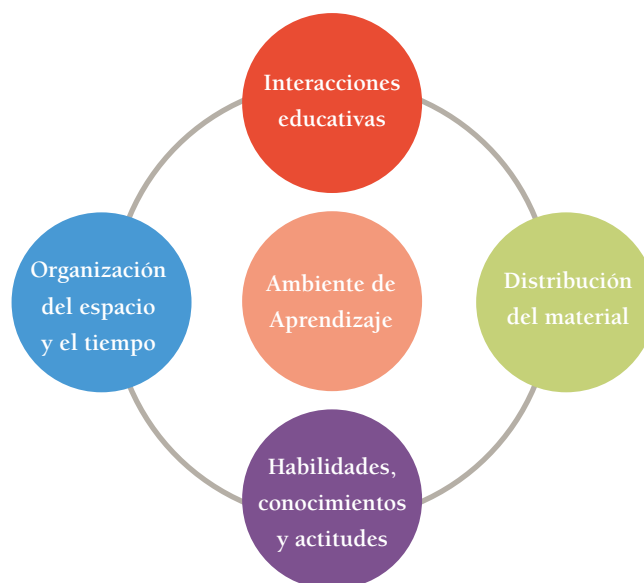 Interacciones
educativas
Organización
del espacio
y el tiempo
Ambiente de
Aprendizaje
Distribución
del material
Habilidades,
conocimientos
y actitudes